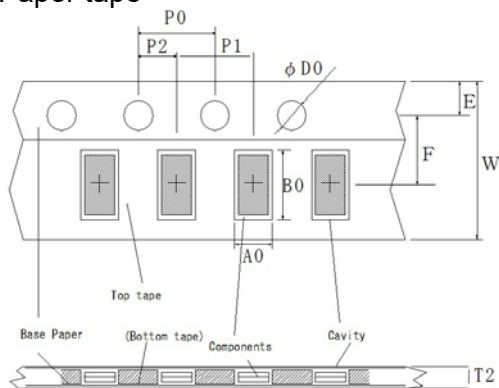 Paper tape
P0
P2 P1
φD0
E
F
W
B0
A0
Top tape
Base Paper
(Bottom tape)
Components
Cavity
T2